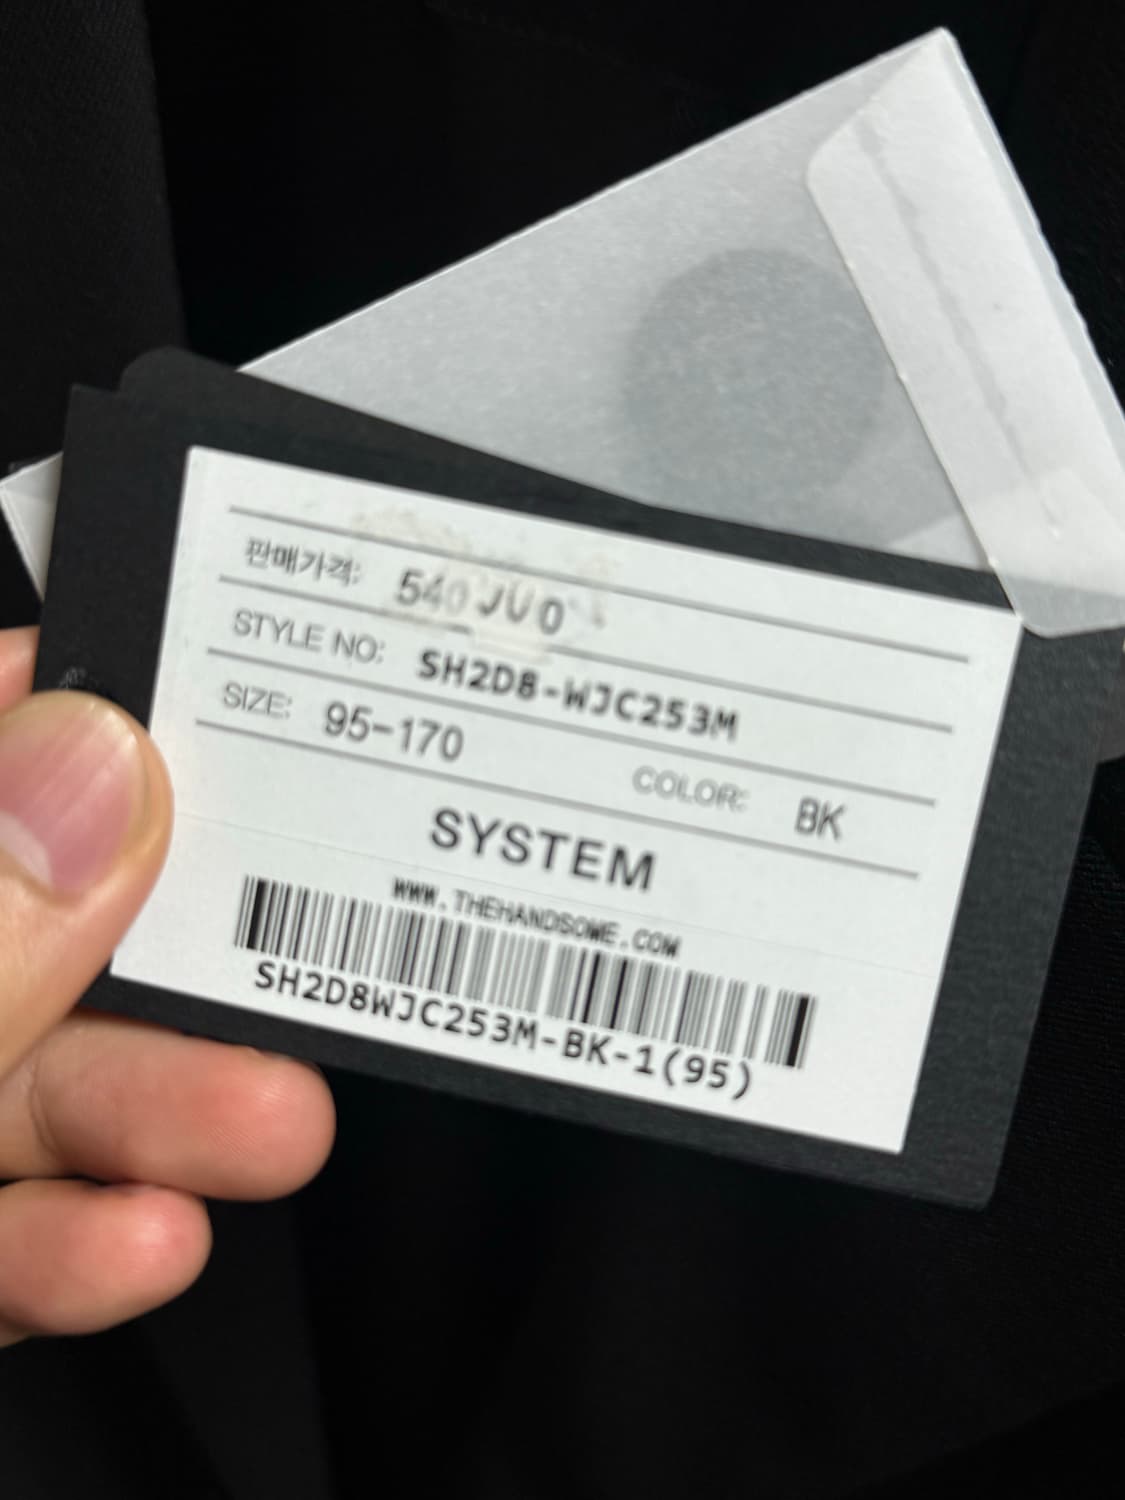 판매가격:
STYLE NO: SH2D8-WJC253M
SIZE: 95-170
COLOR: BK
SYSTEM
WWW.THEHANDSOME.COM
SH2D8WJC253M-BK-1(95)